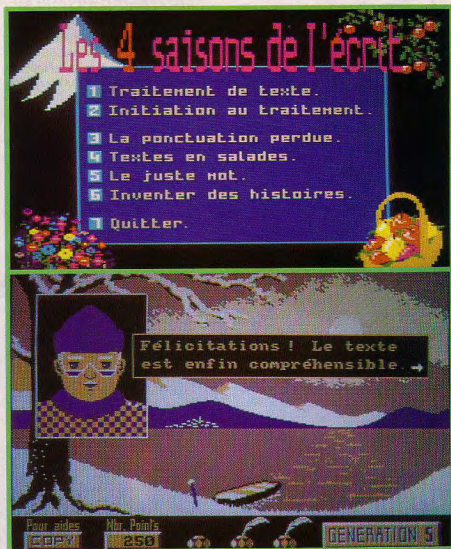 Les 4 saisons de l'écrit.
1 Traitement de texte.
2 Initiation au traitement.
3 La ponctuation perdue.
4 Textes en salades.
5 Le juste mot.
6 Inventer des histoires.
7 Quitter.
Félicitations ! Le texte
est enfin compréhensible. →
Pour aides
COPY
Nbr. Points
250
GENERATION 5